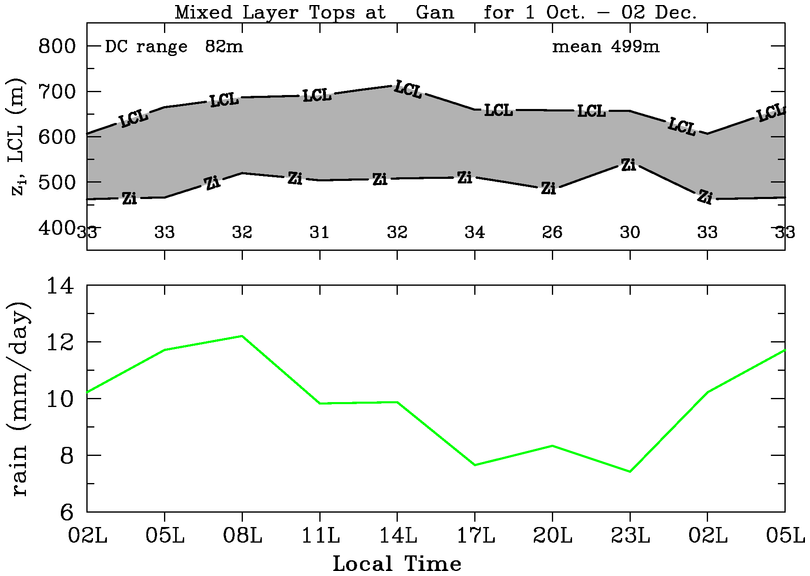 Mixed Layer Tops at Gan for 1 Oct. – 02 Dec.
DC range 82m mean 499m
800
700
600
500
400
z_i, LCL (m)
LCL LCL LCL LCL LCL LCL LCL LCL
Zi Zi Zi Zi Zi Zi Zi Zi
33 33 32 31 32 34 26 30 33 33
14
12
10
8
6
rain (mm/day)
02L 05L 08L 11L 14L 17L 20L 23L 02L 05L
Local Time